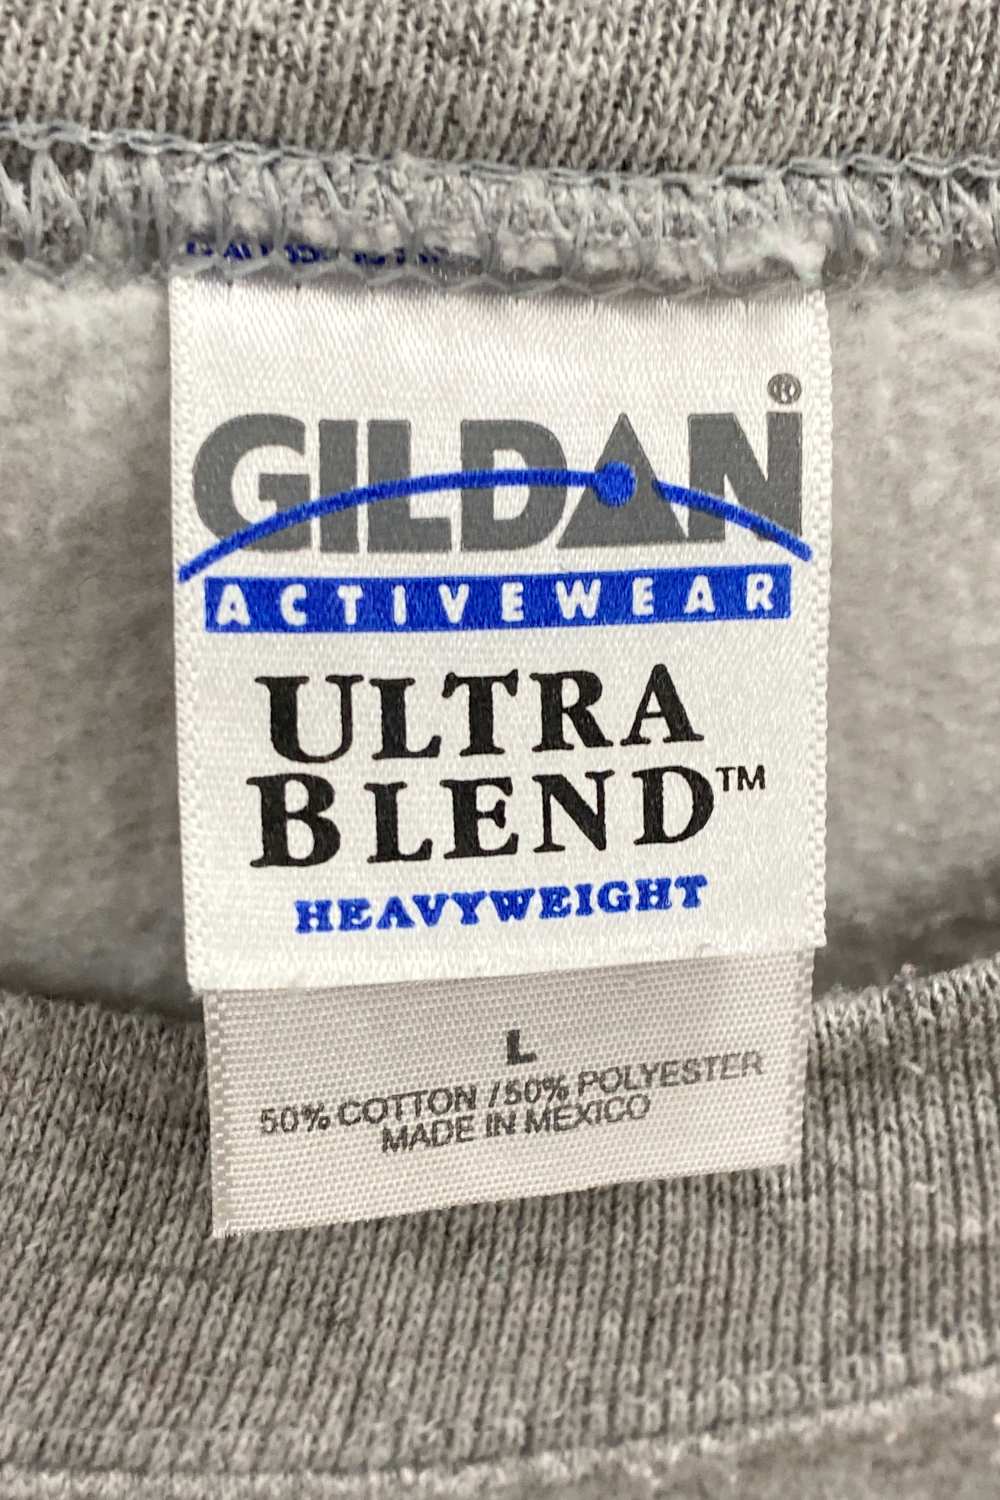 GILDAN®
ACTIVEWEAR
ULTRA
BLEND™
HEAVYWEIGHT
L
50% COTTON / 50% POLYESTER
MADE IN MEXICO